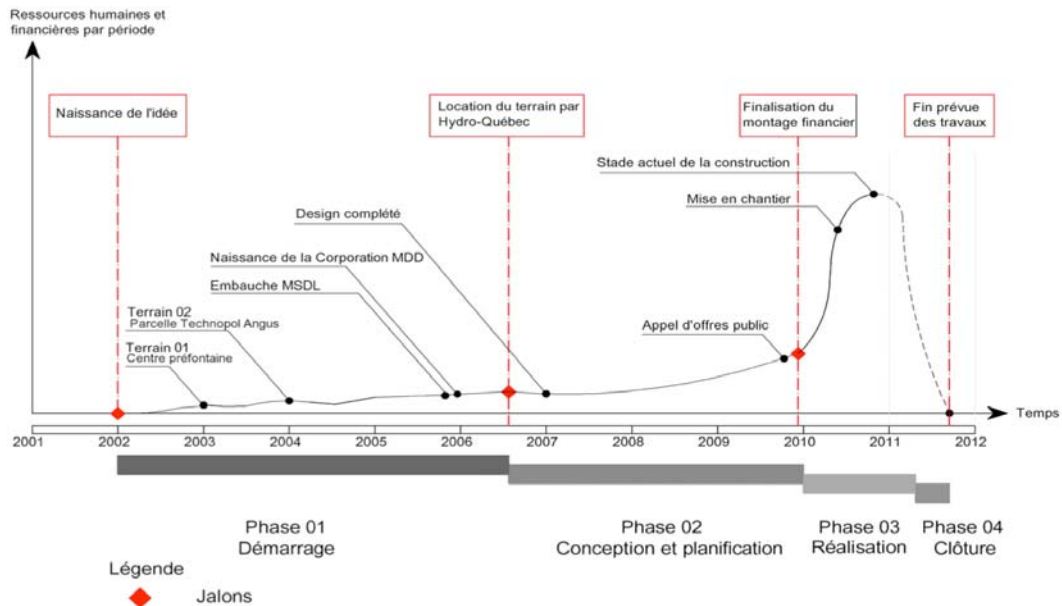 Ressources humaines et
financières par période
Naissance de l'idée
Location du terrain par
Hydro-Québec
Finalisation du
montage financier
Fin prévue
des travaux
Stade actuel de la construction
Mise en chantier
Design complété
Naissance de la Corporation MDD
Embauche MSDL
Terrain 02
Parcelle Technopol Angus
Terrain 01
Centre préfontaine
Appel d'offres public
Temps
2001 2002 2003 2004 2005 2006 2007 2008 2009 2010 2011 2012
Phase 01
Démarrage
Phase 02
Conception et planification
Phase 03
Réalisation
Phase 04
Clôture
Légende
Jalons